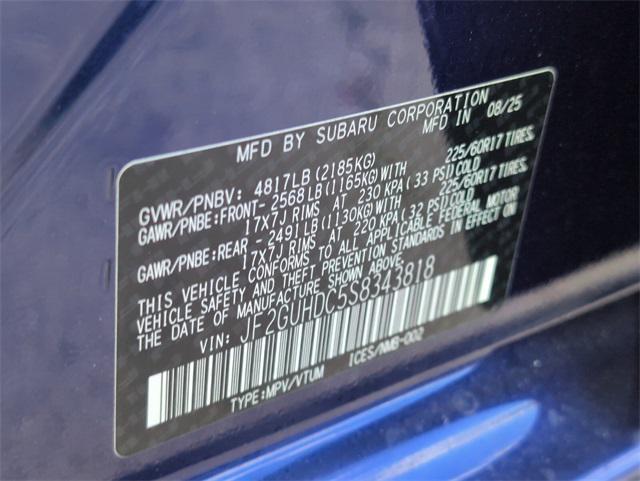 MFD BY SUBARU CORPORATION
MFD IN 08/25
GVWR/PNBV: 4817LB (2185KG)
GAWR/PNBE:FRONT- 2568LB(1165KG)WITH 225/60R17 TIRES,
17X7J RIMS AT 230 KPA (33 PSI)COLD
GAWR/PNBE:REAR - 2491LB(1130KG)WITH 225/60R17 TIRES,
17X7J RIMS AT 220 KPA (32 PSI)COLD
THIS VEHICLE CONFORMS TO ALL APPLICABLE FEDERAL MOTOR
VEHICLE SAFETY AND THEFT PREVENTION STANDARDS IN EFFECT ON
THE DATE OF MANUFACTURE SHOWN ABOVE.
VIN: JF2GUHDC5S8343818
ICES/NMB-002
TYPE:MPV/VTUM